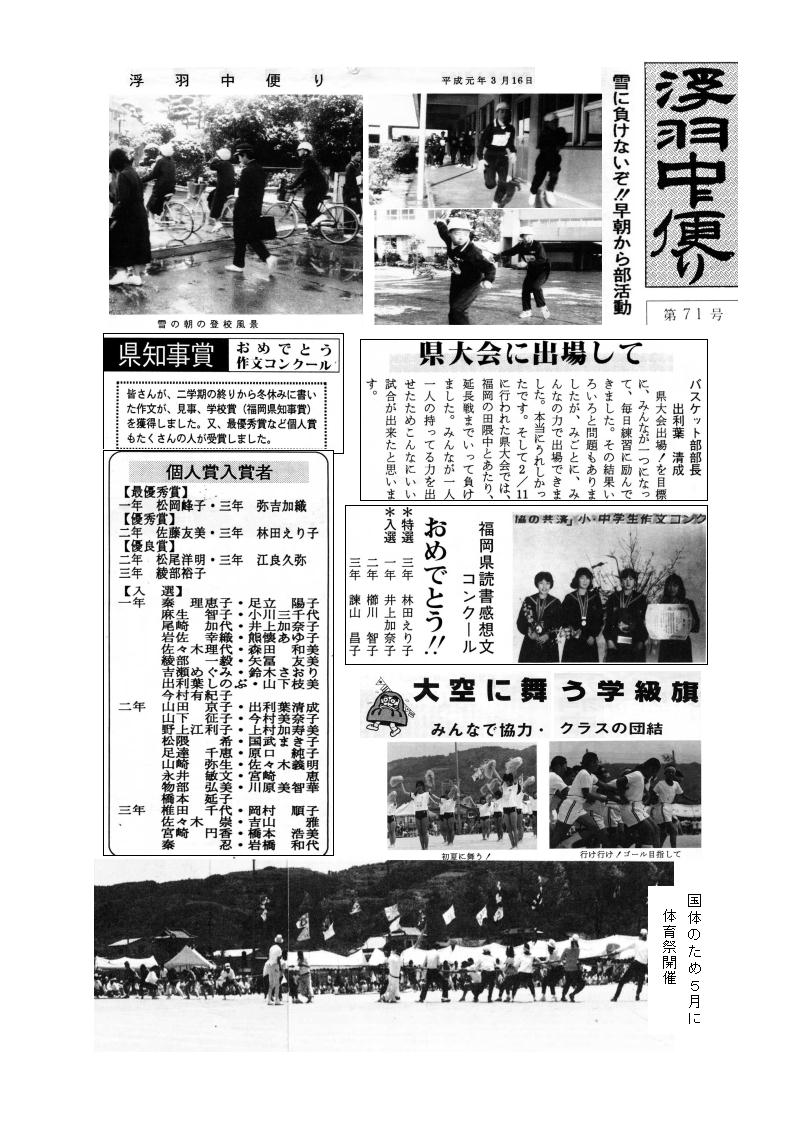 浮羽中便り
平成元年3月16日
浮羽中便り
第71号
雪に負けないぞ!!早朝から部活動
雪の朝の登校風景
県知事賞
おめでとう
作文コンクール
皆さんが、二学期の終りから冬休みに書い
た作文が、見事、学校賞（福岡県知事賞）
を獲得しました。又、最優秀賞など個人賞
もたくさんの人が受賞しました。
個人賞入賞者
【最優秀賞】
一年 松岡峰子・三年 弥吉加織
【優秀賞】
二年 佐藤友美・三年 林田えり子
【優良賞】
二年 松尾洋明・三年 江良久弥
三年 綾部裕子
【入 選】
一年 秦 理恵子・足立 陽子
麻生 智子・小川三千代
尾崎 加代・井上加奈子
岩佐 幸織・熊懐あゆ子
佐々木理代・森田 和美
綾部 一毅・矢冨 友美
吉瀬めぐみ・鈴木さおり
出利葉しのぶ・山下枝美
今村有紀子
二年 山田 京子・出利葉清成
山下 征子・今村美奈子
野上江利子・上村加寿美
松隈 希・国武まき子
足達 千恵・原口 純子
山崎 弥生・佐々木義明
永井 敏文・宮崎 恵
物部 弘美・川原美智華
橋本 延子
三年 椎田 千代・岡村 順子
佐々木 崇・吉山 雅
宮崎 円香・橋本 浩美
秦 忍・岩橋 和代
県大会に出場して
バスケット部部長
出利葉 清成
県大会出場！を目標
に、みんなが一つになっ
て、毎日練習に励んで
きました。その結果い
ろいろと問題もありま
したが、みごとに、み
んなの力で出場できま
した。本当にうれしかっ
たです。そして2／11
に行われた県大会では、
福岡の田隈中とあたり、
延長戦までいって負け
ました。みんなが一人
一人の持てる力を出
せたためこんなにいい
試合が出来たと思いま
す。
福岡県読書感想文
コンクール
おめでとう!!
＊特選 三年 林田えり子
＊入選 一年 井上加奈子
二年 櫛川 智子
三年 諫山 昌子
協の共済」小・中学生作文コンク
大空に舞う学級旗
みんなで協力・クラスの団結
初夏に舞う！
行け行け！ゴール目指して
国体のため5月に
体育祭開催